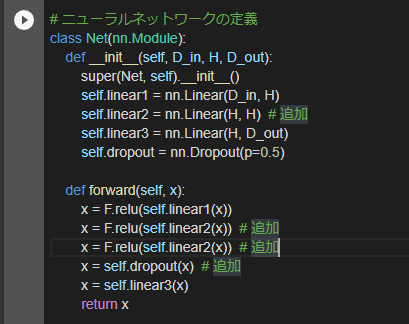 # ニューラルネットワークの定義
class Net(nn.Module):
    def __init__(self, D_in, H, D_out):
        super(Net, self).__init__()
        self.linear1 = nn.Linear(D_in, H)
        self.linear2 = nn.Linear(H, H)  # 追加
        self.linear3 = nn.Linear(H, D_out)
        self.dropout = nn.Dropout(p=0.5)

    def forward(self, x):
        x = F.relu(self.linear1(x))
        x = F.relu(self.linear2(x))  # 追加
        x = F.relu(self.linear2(x))  # 追加
        x = self.dropout(x)  # 追加
        x = self.linear3(x)
        return x